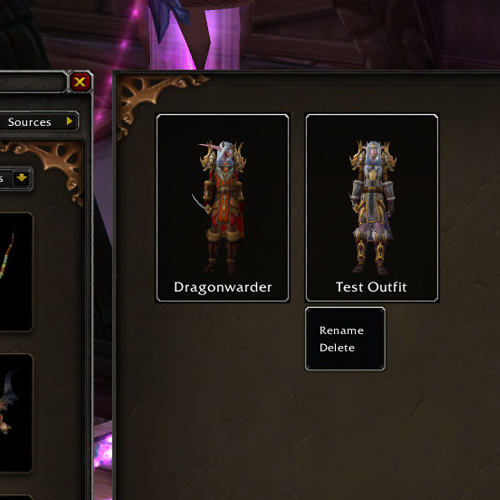 Sources
s
Dragonwarder
Test Outfit
Rename
Delete